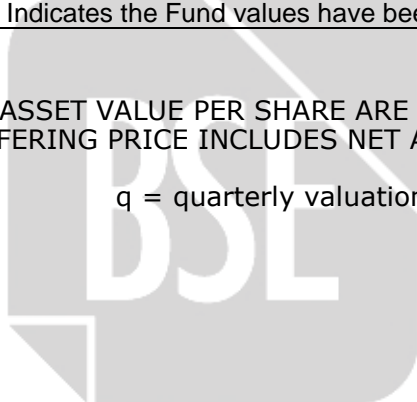 Indicates the Fund values have bee
ASSET VALUE PER SHARE ARE
FERING PRICE INCLUDES NET A
q = quarterly valuation
BSE